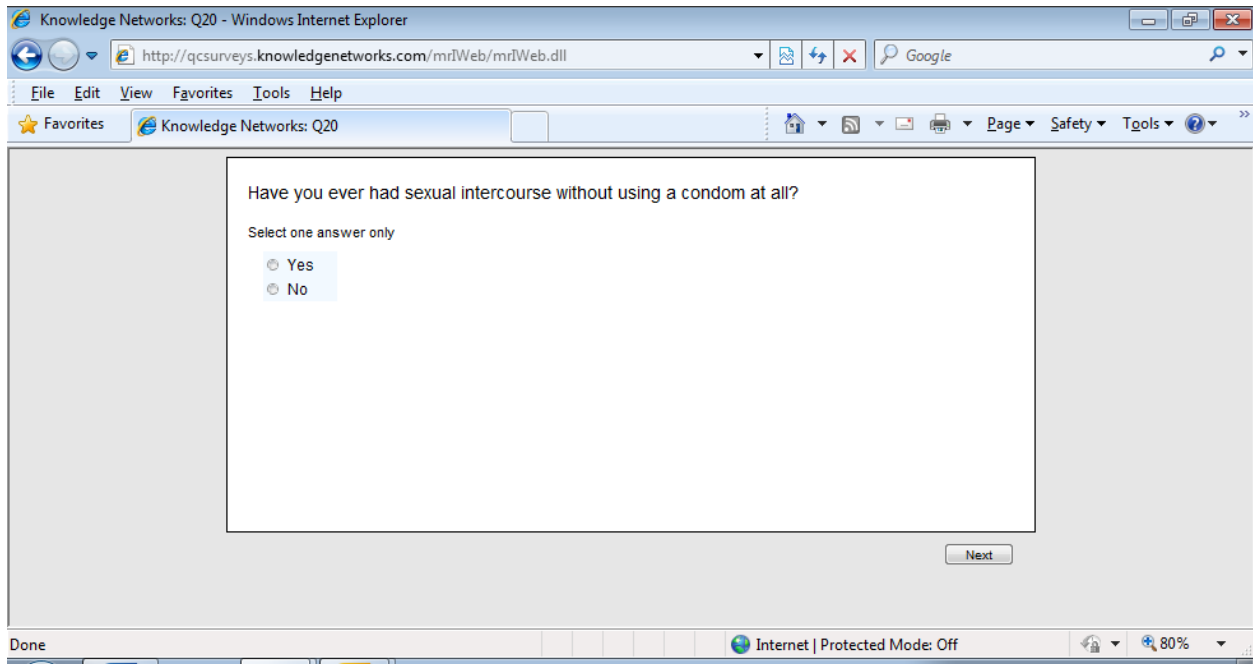 Knowledge Networks: Q20 - Windows Internet Explorer
http://qcsurveys.knowledgenetworks.com/mrIWeb/mrIWeb.dll
Google
File Edit View Favorites Tools Help
Favorites Knowledge Networks: Q20 Page Safety Tools
Have you ever had sexual intercourse without using a condom at all?
Select one answer only
Yes
No
Next
Done Internet | Protected Mode: Off 80%